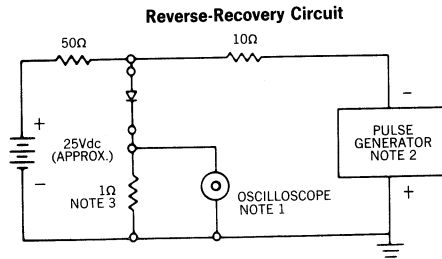 Reverse-Recovery Circuit
50Ω
10Ω
+
25Vdc
(APPROX.)
−
1Ω
NOTE 3
OSCILLOSCOPE
NOTE 1
−
PULSE
GENERATOR
NOTE 2
+